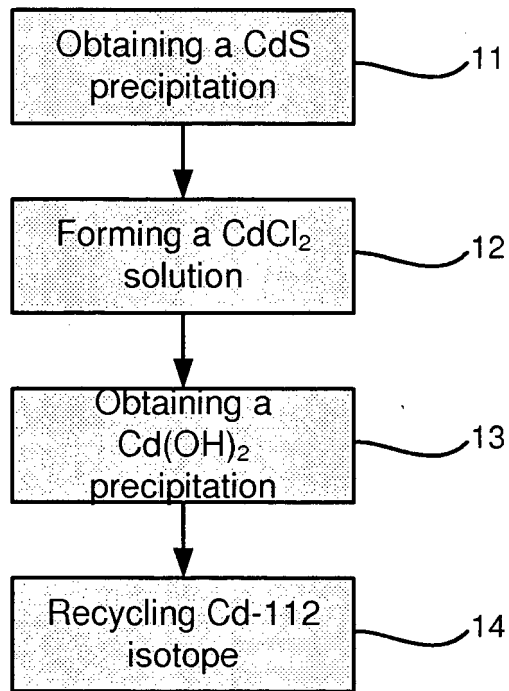 Obtaining a CdS
precipitation
11
Forming a CdCl₂
solution
12
Obtaining a
Cd(OH)₂
precipitation
13
Recycling Cd-112
isotope
14